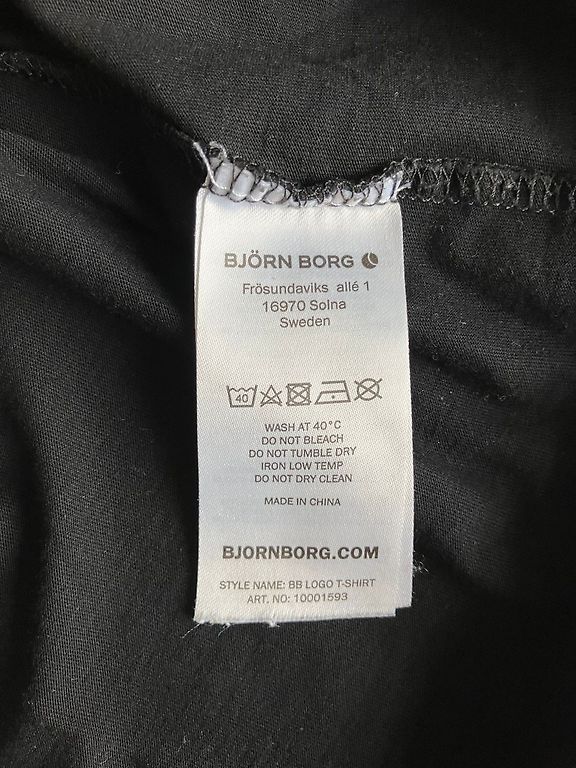 BJÖRN BORG
Frösundaviks allé 1
16970 Solna
Sweden
40
WASH AT 40°C
DO NOT BLEACH
DO NOT TUMBLE DRY
IRON LOW TEMP
DO NOT DRY CLEAN
MADE IN CHINA
BJORNBORG.COM
STYLE NAME: BB LOGO T-SHIRT
ART. NO: 10001593